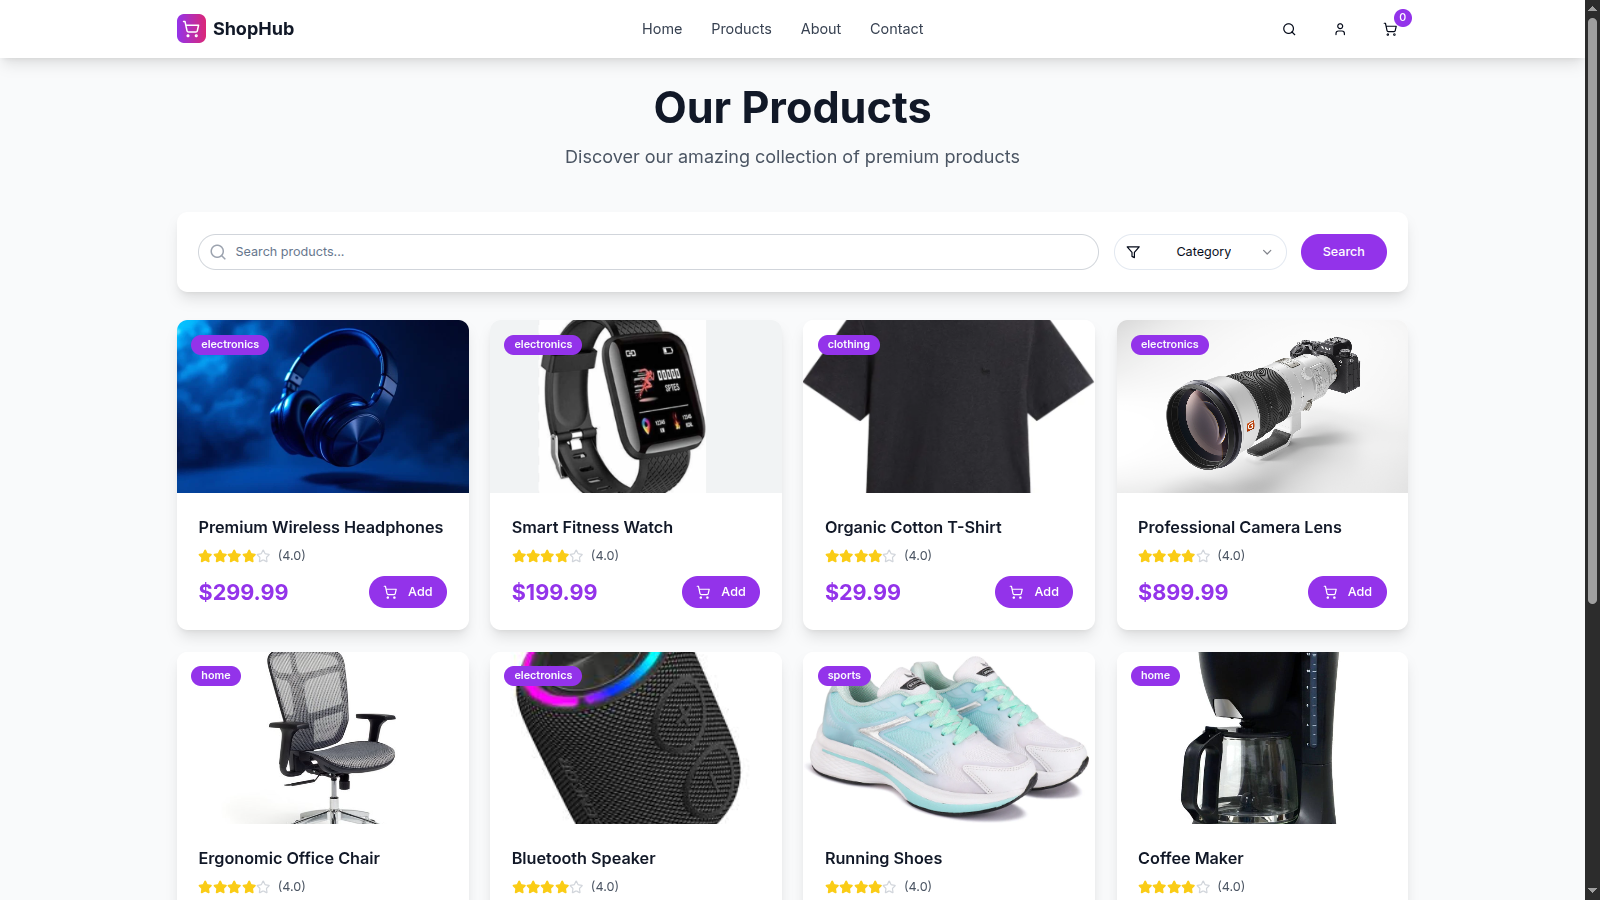 ShopHub
Home Products About Contact
0
Our Products
Discover our amazing collection of premium products
Search products...
Category
Search
electronics
Premium Wireless Headphones
(4.0)
$299.99
Add
electronics
Smart Fitness Watch
(4.0)
$199.99
Add
clothing
Organic Cotton T-Shirt
(4.0)
$29.99
Add
electronics
Professional Camera Lens
(4.0)
$899.99
Add
home
Ergonomic Office Chair
(4.0)
electronics
Bluetooth Speaker
(4.0)
sports
Running Shoes
(4.0)
home
Coffee Maker
(4.0)